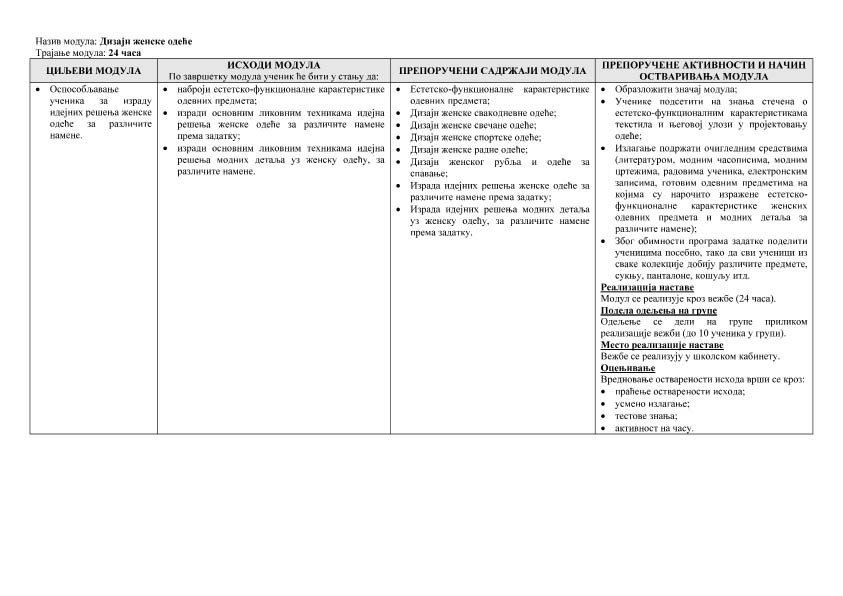 Назив модула: Дизајн женске одеће
Трајање модула: 24 часа
ЦИЉЕВИ МОДУЛА
ИСХОДИ МОДУЛА
По завршетку модула ученик ће бити у стању да:
ПРЕПОРУЧЕНИ САДРЖАЈИ МОДУЛА
ПРЕПОРУЧЕНЕ АКТИВНОСТИ И НАЧИН
ОСТВАРИВАЊА МОДУЛА
• Оспособљавање
ученика за израду
идејних решења женске
одеће за различите
намене.
• наброји естетско-функционалне карактеристике
одевних предмета;
• изради основним ликовним техникама идејна
решења женске одеће за различите намене
према задатку;
• изради основним ликовним техникама идејна
решења модних детаља уз женску одећу, за
различите намене.
• Естетско-функционалне карактеристике
одевних предмета;
• Дизајн женске свакодневне одеће;
• Дизајн женске свечане одеће;
• Дизајн женске спортске одеће;
• Дизајн женске радне одеће;
• Дизајн женског рубља и одеће за
спавање;
• Израда идејних решења женске одеће за
различите намене према задатку;
• Израда идејних решења модних детаља
уз женску одећу, за различите намене
према задатку.
• Образложити значај модула;
• Ученике подсетити на знања стечена о
естетско-функционалним карактеристикама
текстила и његовој улози у пројектовању
одеће;
• Излагање подржати очигледним средствима
(литературом, модним часописима, модним
цртежима, радовима ученика, електронским
записима, готовим одевним предметима на
којима су нарочито изражене естетско-
функционалне карактеристике женских
одевних предмета и модних детаља за
различите намене);
• Због обимности програма задатке поделити
ученицима посебно, тако да сви ученици из
сваке колекције добију различите предмете,
сукњу, панталоне, кошуљу итд.
Реализација наставе
Модул се реализује кроз вежбе (24 часа).
Подела одељења на групе
Одељење се дели на групе приликом
реализације вежби (до 10 ученика у групи).
Место реализације наставе
Вежбе се реализују у школском кабинету.
Оцењивање
Вредновање остварености исхода врши се кроз:
• праћење остварености исхода;
• усмено излагање;
• тестове знања;
• активност на часу.